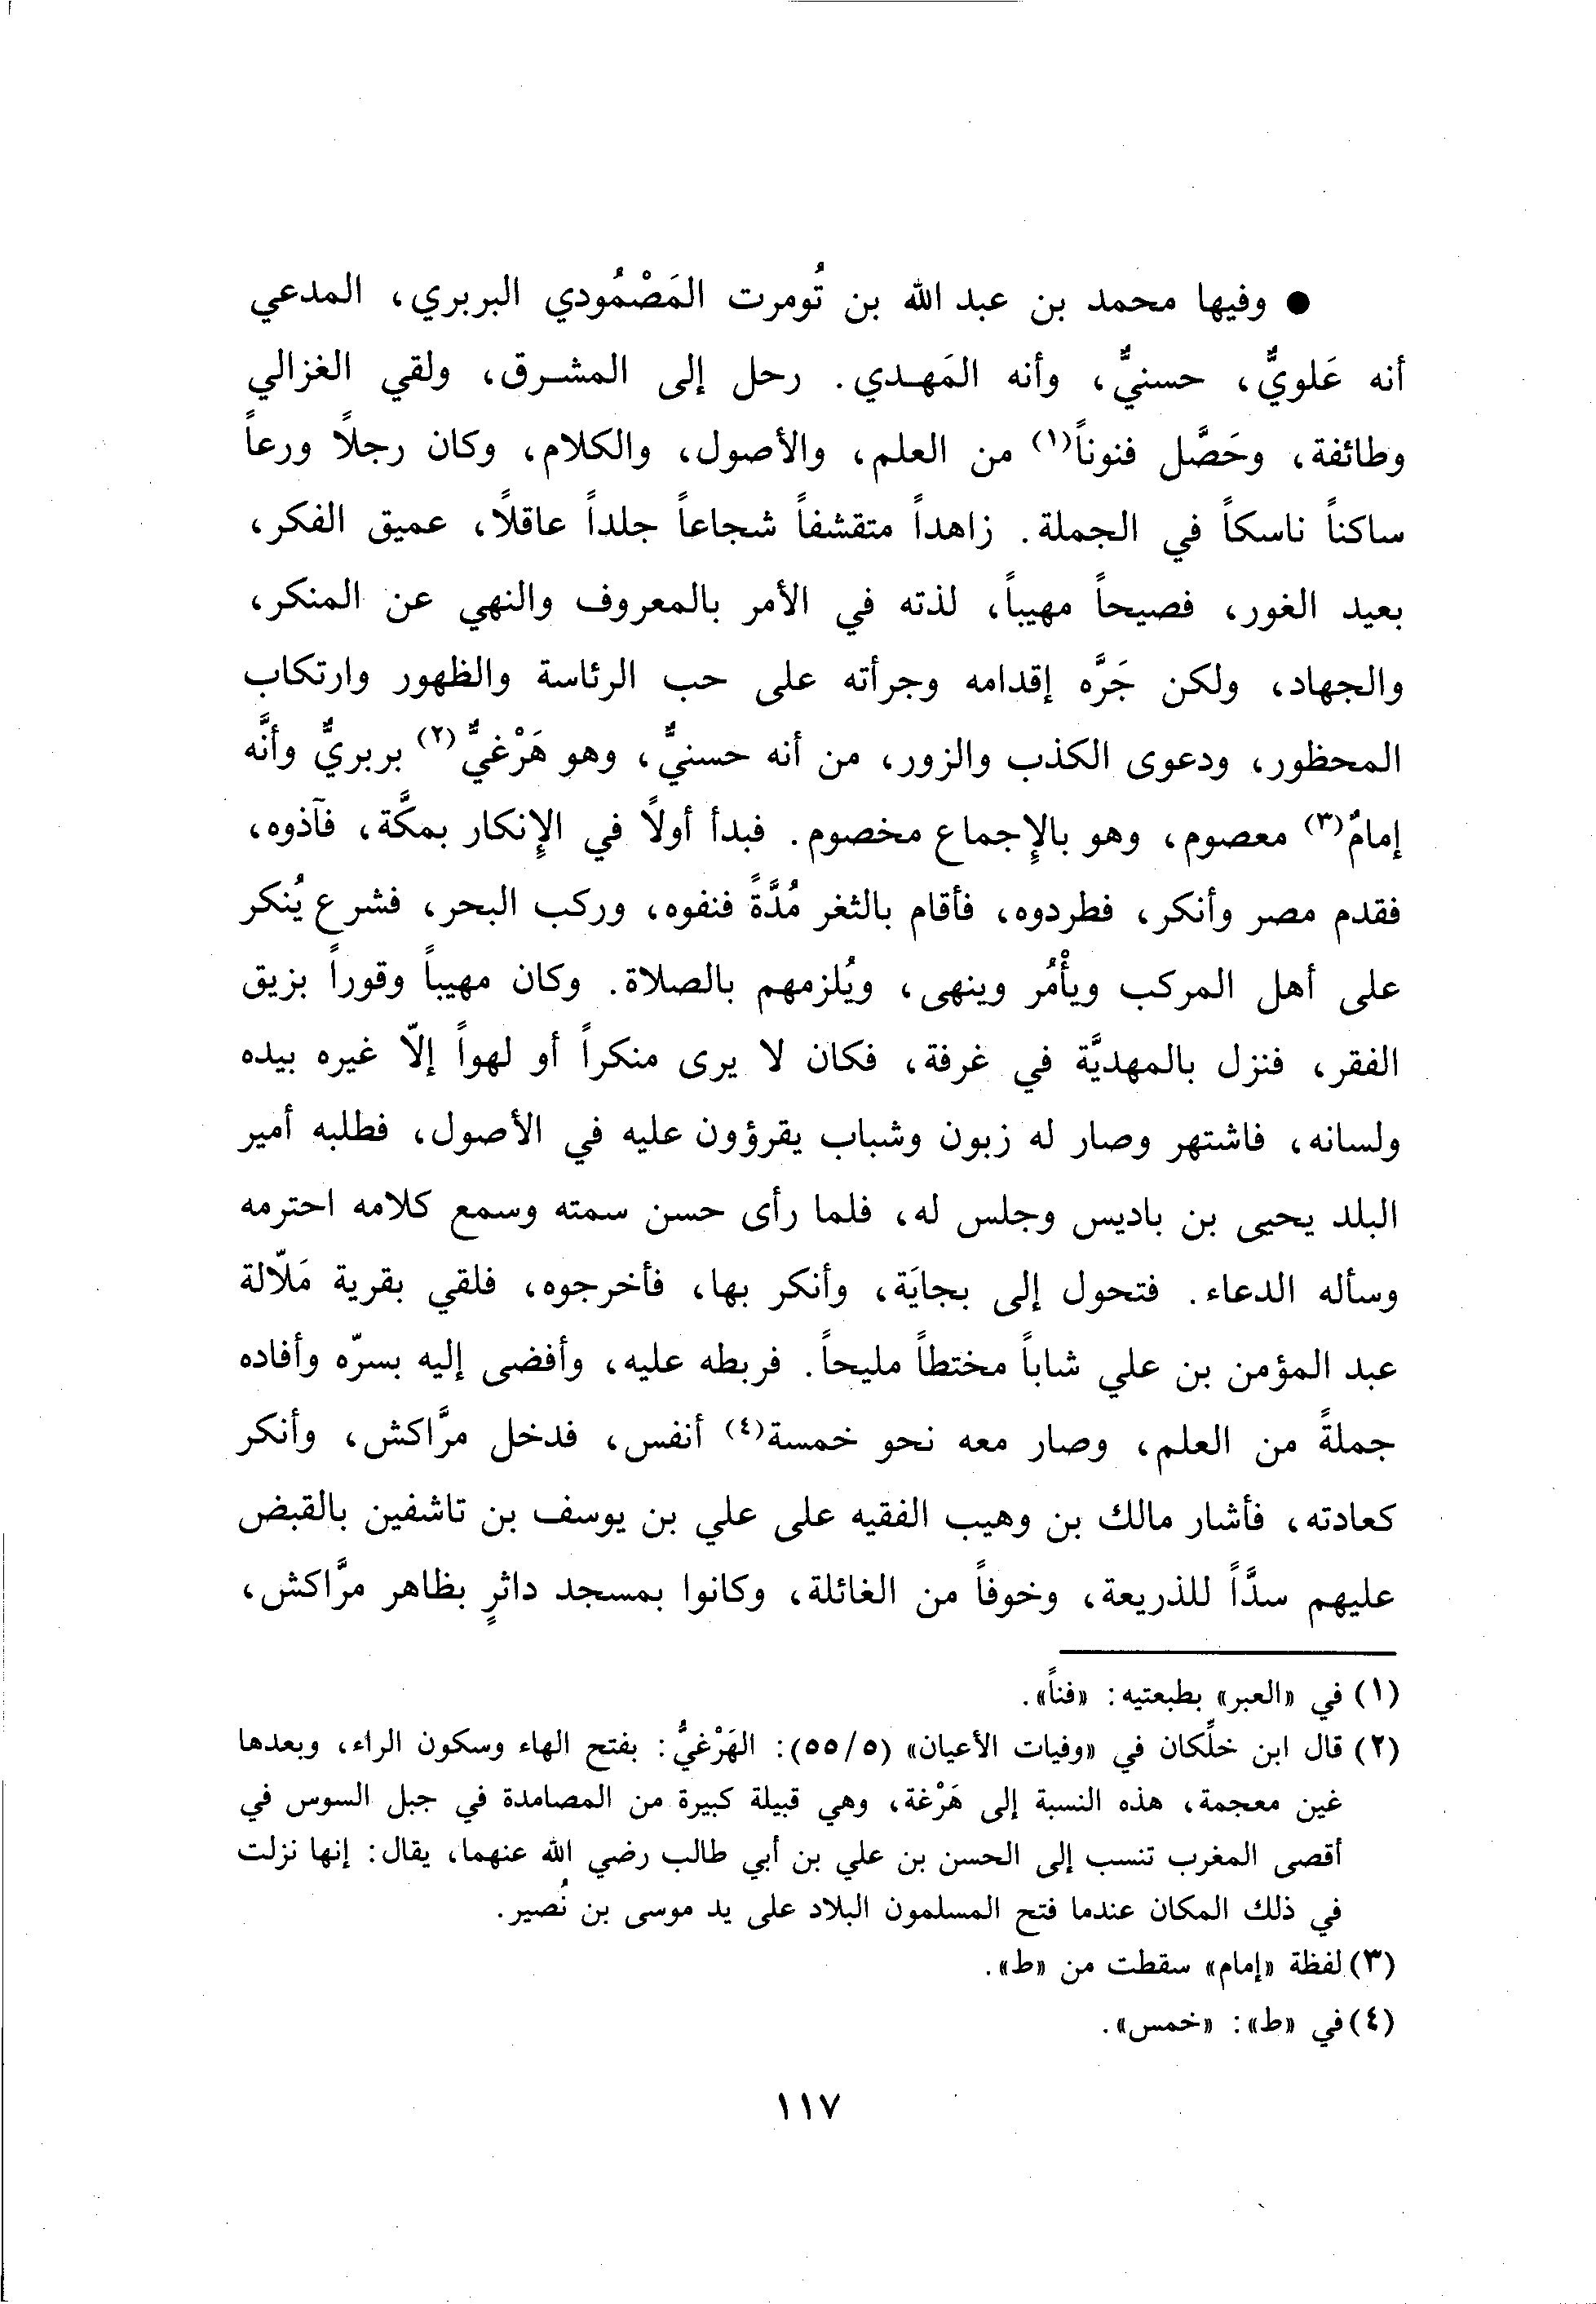 ● وفيها محمد بن عبد الله بن تُومرت المَصْمُودي البربري، المدعي
أنه عَلويٌّ، حسنيٌّ، وأنه المَهـدي. رحل إلى المشـرق، ولقي الغزالي
وطائفة، وحَصَّل فنوناً(١) من العلم، والأصول، والكلام، وكان رجلًا ورعاً
ساكناً ناسكاً في الجملة. زاهداً متقشفاً شجاعاً جلداً عاقلًا، عميق الفكر،
بعيد الغور، فصيحاً مهيباً، لذته في الأمر بالمعروف والنهي عن المنكر،
والجهاد، ولكن جَرَّه إقدامه وجرأته على حب الرئاسة والظهور وارتكاب
المحظور، ودعوى الكذب والزور، من أنه حسنيٌّ، وهو هَرْغيٌّ(٢) بربريٌّ وأنَّه
إمامٌ(٣) معصوم، وهو بالإجماع مخصوم. فبدأ أولًا في الإنكار بمكَّة، فآذوه،
فقدم مصر وأنكر، فطردوه، فأقام بالثغر مُدَّةً فنفوه، وركب البحر، فشرع يُنكر
على أهل المركب ويأْمُر وينهى، ويُلزمهم بالصلاة. وكان مهيباً وقوراً بزيق
الفقر، فنزل بالمهديَّة في غرفة، فكان لا يرى منكراً أو لهواً إلّا غيره بيده
ولسانه، فاشتهر وصار له زبون وشباب يقرؤون عليه في الأصول، فطلبه أمير
البلد يحيى بن باديس وجلس له، فلما رأى حسن سمته وسمع كلامه احترمه
وسأله الدعاء. فتحول إلى بجايَة، وأنكر بها، فأخرجوه، فلقي بقرية مَلّالة
عبد المؤمن بن علي شاباً مختطاً مليحاً. فربطه عليه، وأفضى إليه بسرّه وأفاده
جملةً من العلم، وصار معه نحو خمسة(٤) أنفس، فدخل مرَّاكش، وأنكر
كعادته، فأشار مالك بن وهيب الفقيه على علي بن يوسف بن تاشفين بالقبض
عليهم سدَّاً للذريعة، وخوفاً من الغائلة، وكانوا بمسجد داثرٍ بظاهر مرَّاكش،
(١) في «العبر» بطبعتيه: «فناً».
(٢) قال ابن خلِّكان في «وفيات الأعيان» (٥/ ٥٥): الهَرْغيُّ: بفتح الهاء وسكون الراء، وبعدها
غين معجمة، هذه النسبة إلى هَرْغة، وهي قبيلة كبيرة من المصامدة في جبل السوس في
أقصى المغرب تنسب إلى الحسن بن علي بن أبي طالب رضي الله عنهما، يقال: إنها نزلت
في ذلك المكان عندما فتح المسلمون البلاد على يد موسى بن نُصير.
(٣) لفظة «إمام» سقطت من «ط».
(٤) في «ط»: «خمس».
١١٧